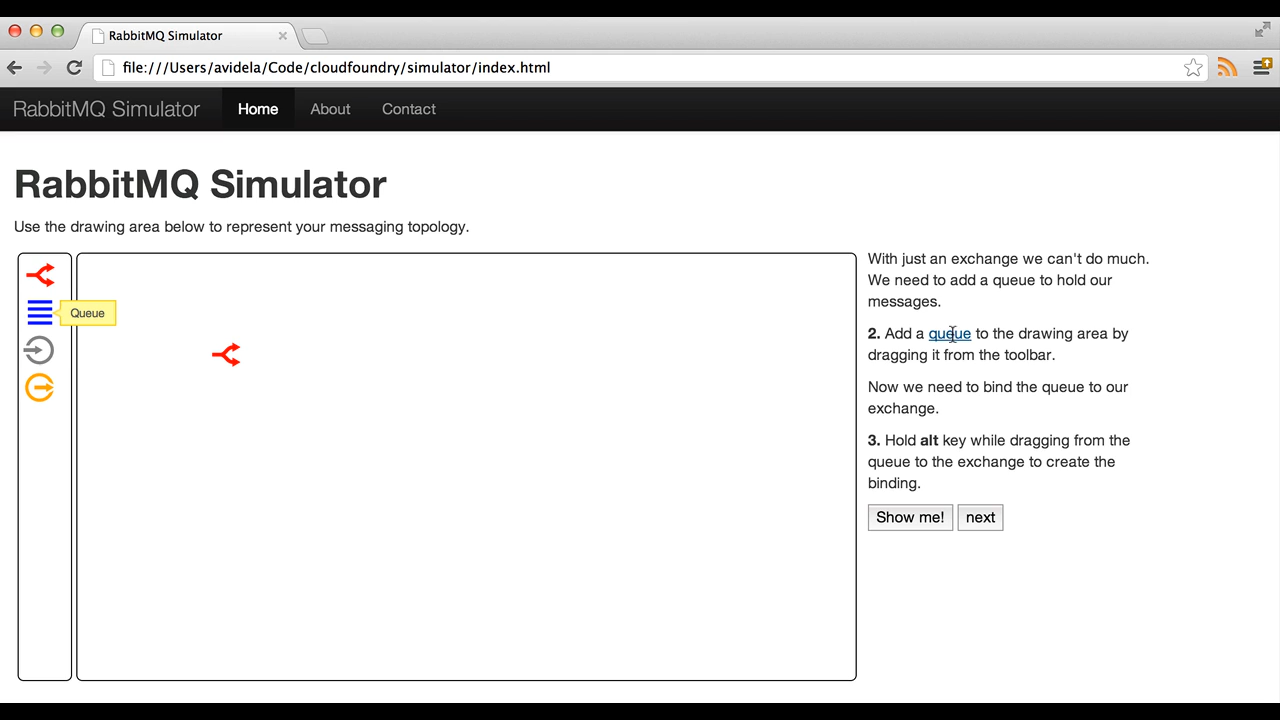 RabbitMQ Simulator
file:///Users/avidela/Code/cloudfoundry/simulator/index.html
RabbitMQ Simulator Home About Contact
RabbitMQ Simulator
Use the drawing area below to represent your messaging topology.
Queue
With just an exchange we can't do much.
We need to add a queue to hold our
messages.
2. Add a queue to the drawing area by
dragging it from the toolbar.
Now we need to bind the queue to our
exchange.
3. Hold alt key while dragging from the
queue to the exchange to create the
binding.
Show me! next